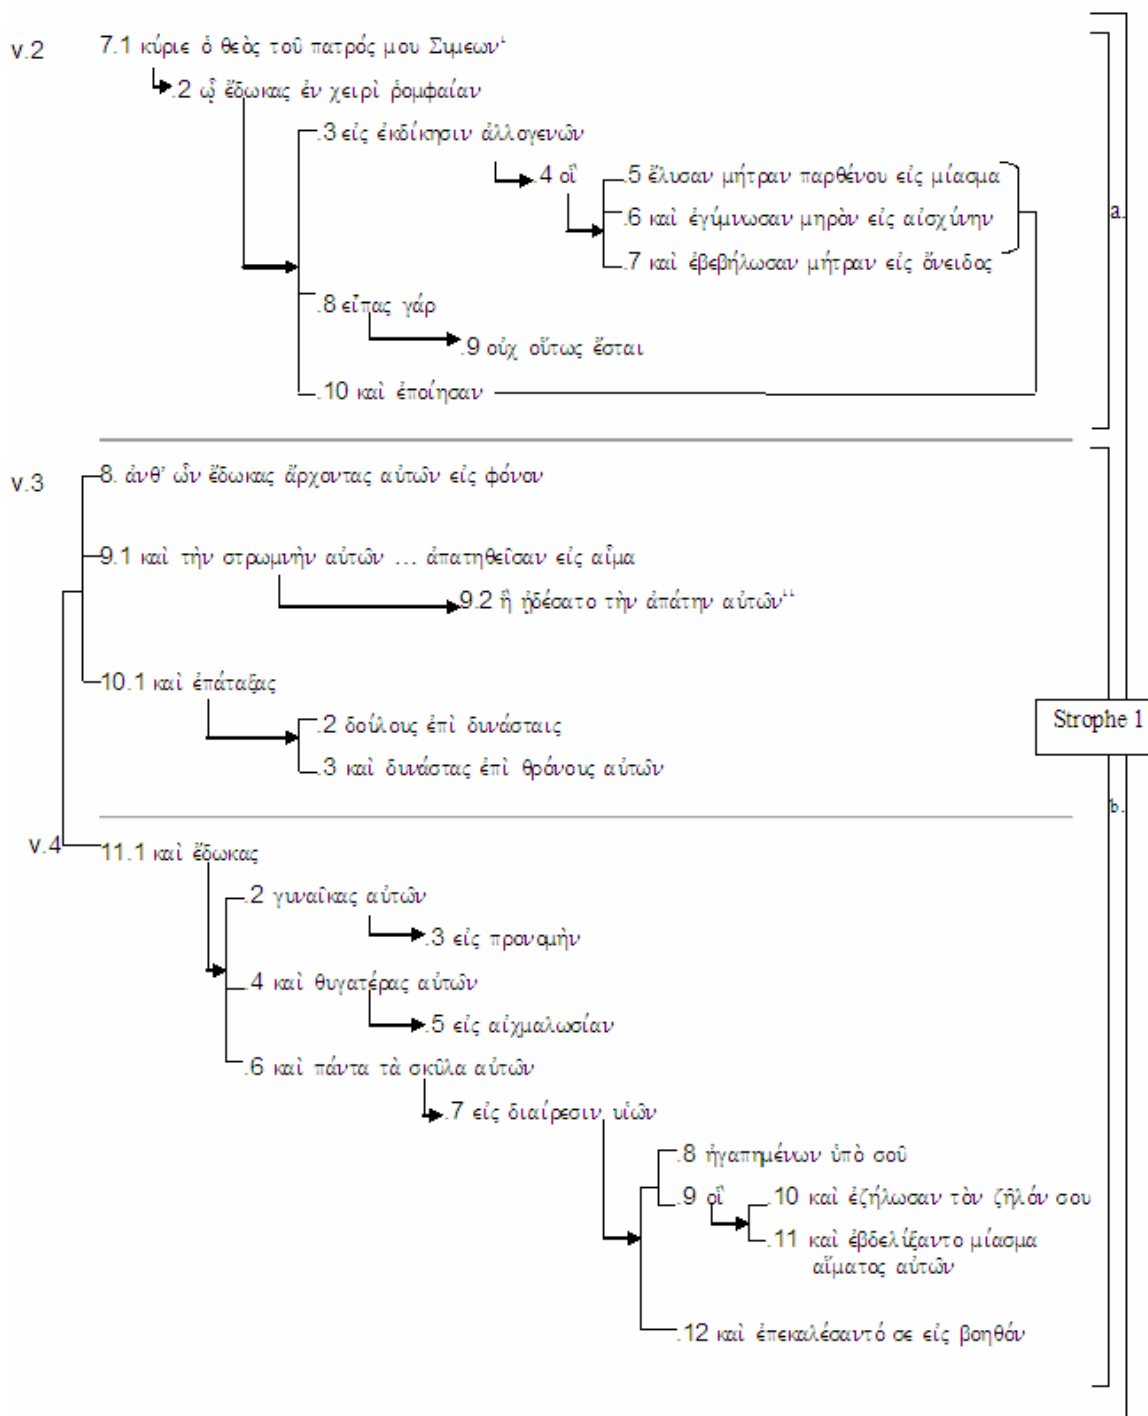 v.2
7.1 κύριε ὁ θεὸς τοῦ πατρός μου Συμεων¹
.2 ᾧ ἔδωκας ἐν χειρὶ ῥομφαίαν
.3 εἰς ἐκδίκησιν ἀλλογενῶν
.4 οἳ
.5 ἔλυσαν μήτραν παρθένου εἰς μίασμα
.6 καὶ ἐγύμνωσαν μηρὸν εἰς αἰσχύνην
a.
.7 καὶ ἐβεβήλωσαν μήτραν εἰς ὄνειδος
.8 εἶπας γάρ
.9 οὐχ οὕτως ἔσται
.10 καὶ ἐποίησαν
v.3
8. ἀνθ’ ὧν ἔδωκας ἄρχοντας αὐτῶν εἰς φόνον
9.1 καὶ τὴν στρωμνὴν αὐτῶν … ἀπατηθεῖσαν εἰς αἷμα
9.2 ἣ ᾐδέσατο τὴν ἀπάτην αὐτῶν¹¹
10.1 καὶ ἐπάταξας
.2 δούλους ἐπὶ δυνάσταις
Strophe 1
.3 καὶ δυνάστας ἐπὶ θρόνους αὐτῶν
b.
v.4
11.1 καὶ ἔδωκας
.2 γυναῖκας αὐτῶν
.3 εἰς προνομὴν
.4 καὶ θυγατέρας αὐτῶν
.5 εἰς αἰχμαλωσίαν
.6 καὶ πάντα τὰ σκῦλα αὐτῶν
.7 εἰς διαίρεσιν υἱῶν
.8 ἠγαπημένων ὑπὸ σοῦ
.9 οἳ
.10 καὶ ἐζήλωσαν τὸν ζῆλόν σου
.11 καὶ ἐβδελύξαντο μίασμα
αἵματος αὐτῶν
.12 καὶ ἐπεκαλέσαντό σε εἰς βοηθόν